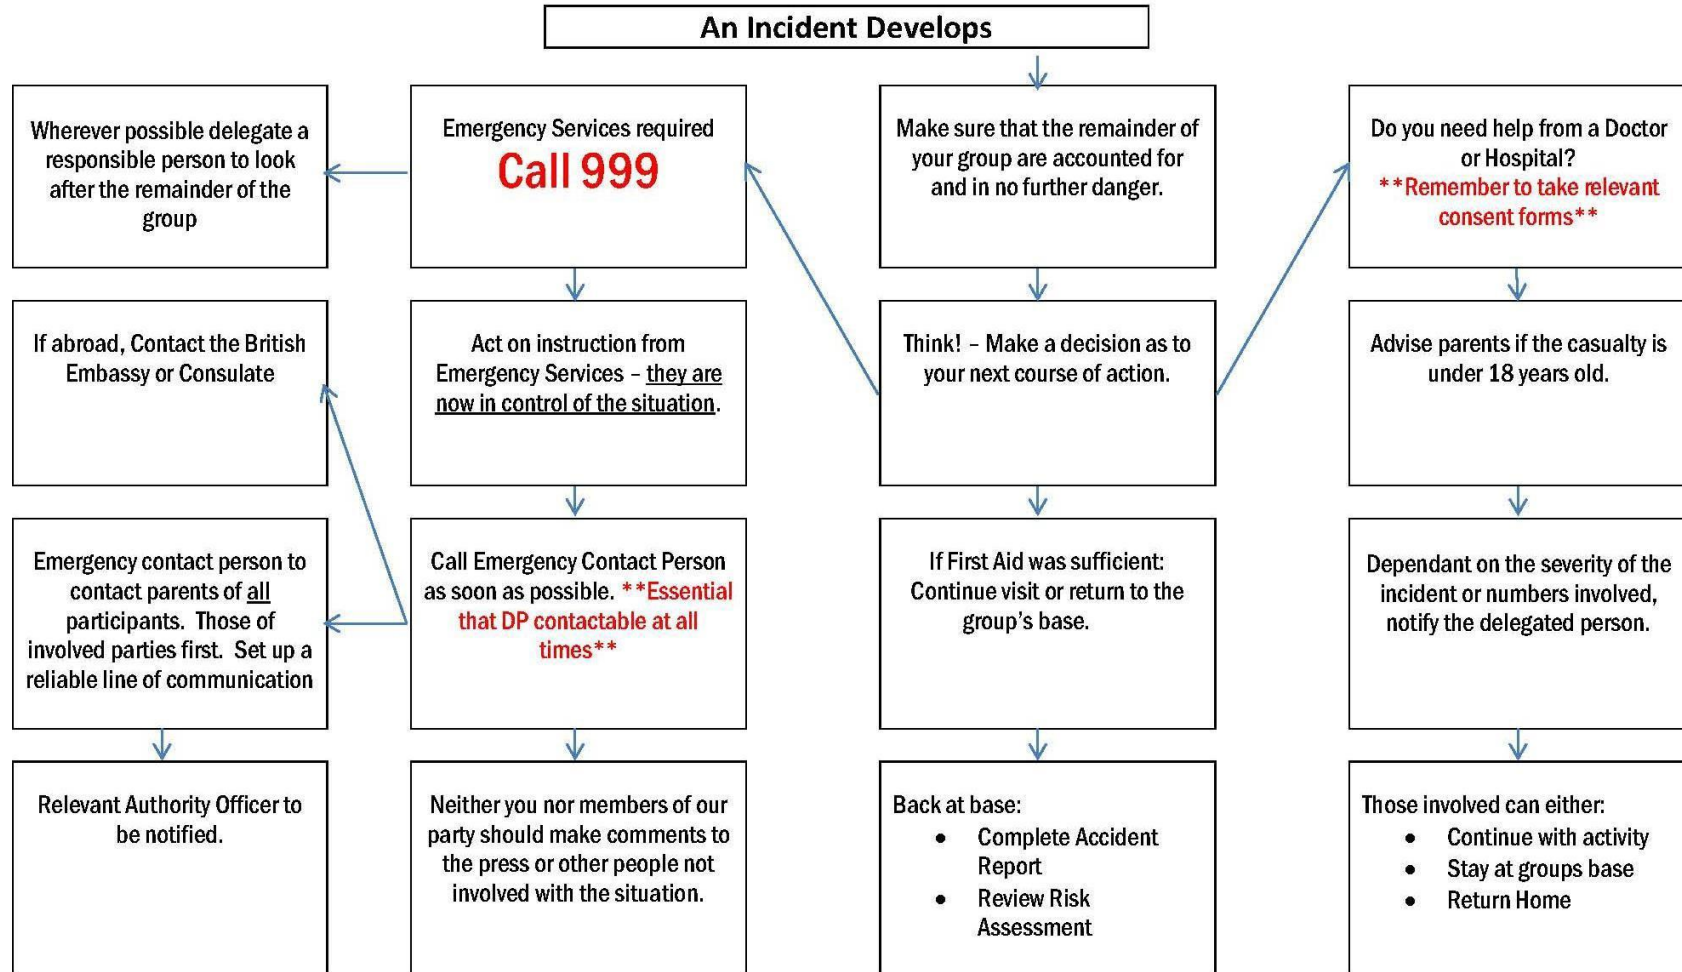 An Incident Develops
Wherever possible delegate a
responsible person to look
after the remainder of the
group
Emergency Services required
Call 999
Make sure that the remainder of
your group are accounted for
and in no further danger.
Do you need help from a Doctor
or Hospital?
**Remember to take relevant
consent forms**
If abroad, Contact the British
Embassy or Consulate
Act on instruction from
Emergency Services – they are
now in control of the situation.
Think! – Make a decision as to
your next course of action.
Advise parents if the casualty is
under 18 years old.
Emergency contact person to
contact parents of all
participants. Those of
involved parties first. Set up a
reliable line of communication
Call Emergency Contact Person
as soon as possible. **Essential
that DP contactable at all
times**
If First Aid was sufficient:
Continue visit or return to the
group's base.
Dependant on the severity of the
incident or numbers involved,
notify the delegated person.
Relevant Authority Officer to
be notified.
Neither you nor members of our
party should make comments to
the press or other people not
involved with the situation.
Back at base:
• Complete Accident
Report
• Review Risk
Assessment
Those involved can either:
• Continue with activity
• Stay at groups base
• Return Home